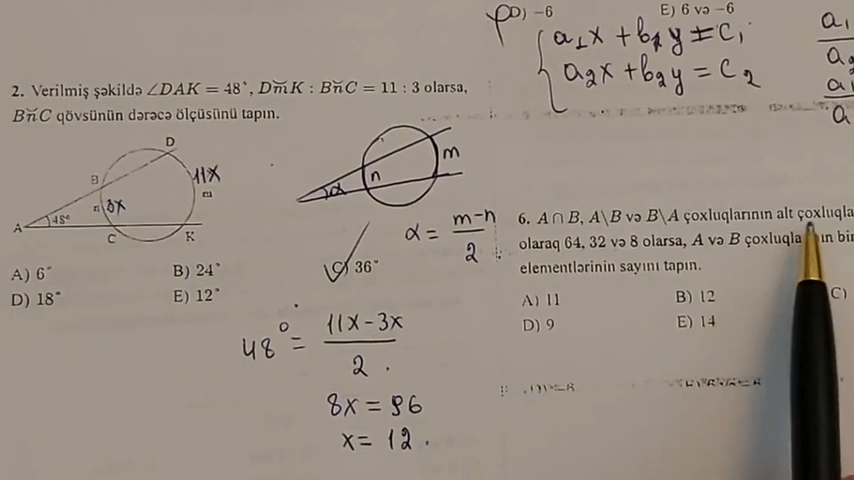 D) -6
E) 6 və -6
a₁x + b₁y = c₁
a₂x + b₂y = c₂
a₁
a₂
a₁
a
2. Verilmiş şəkildə ∠DAK = 48°, DmK : BnC = 11 : 3 olarsa,
BnC qövsünün dərəcə ölçüsünü tapın.
D
B
11x
m
n
3x
A
48°
C
K
α
n
m
α = (m-n)/2
A) 6°
B) 24°
C) 36°
D) 18°
E) 12°
48° = (11x-3x)/2
8x = 96
x = 12.
6. A ∩ B, A\B və B\A çoxluqlarının alt çoxluqla
olaraq 64, 32 və 8 olarsa, A və B
elementlərinin sayını tapın.
A) 11
B) 12
C)
D) 9
E) 14